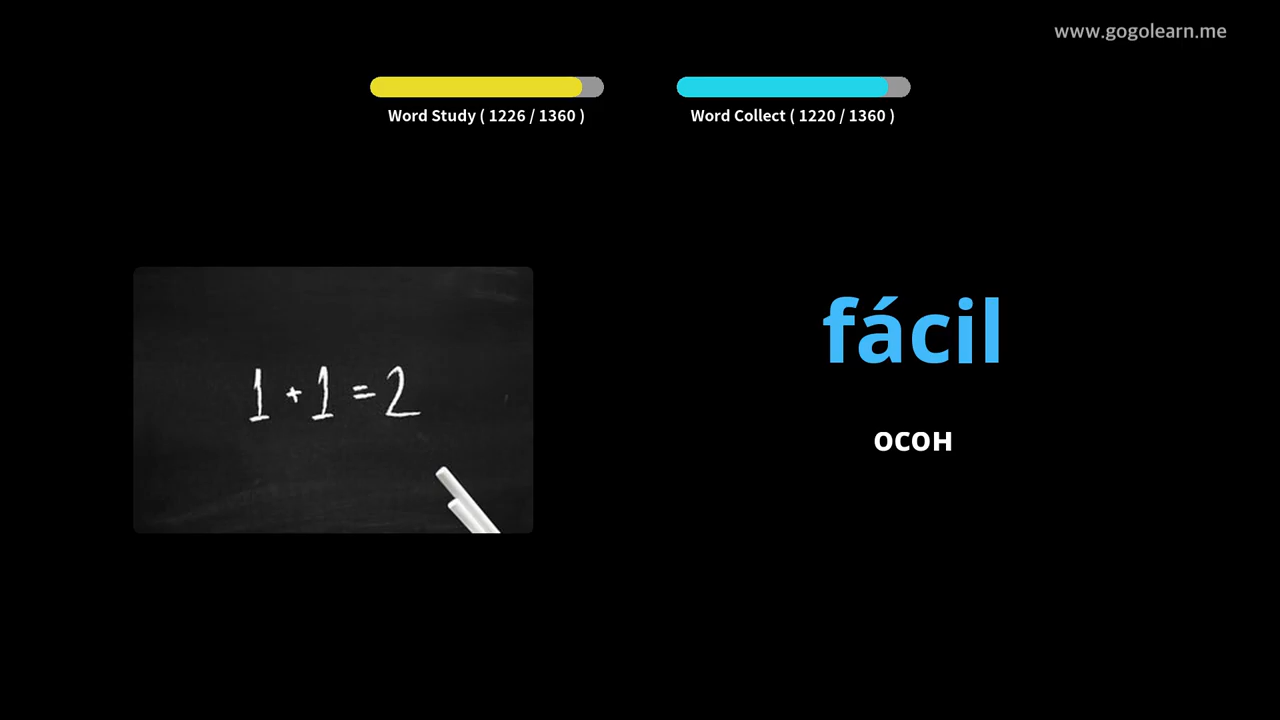 www.gogolearn.me
Word Study ( 1226 / 1360 )
Word Collect ( 1220 / 1360 )
1 + 1 = 2
fácil
осон